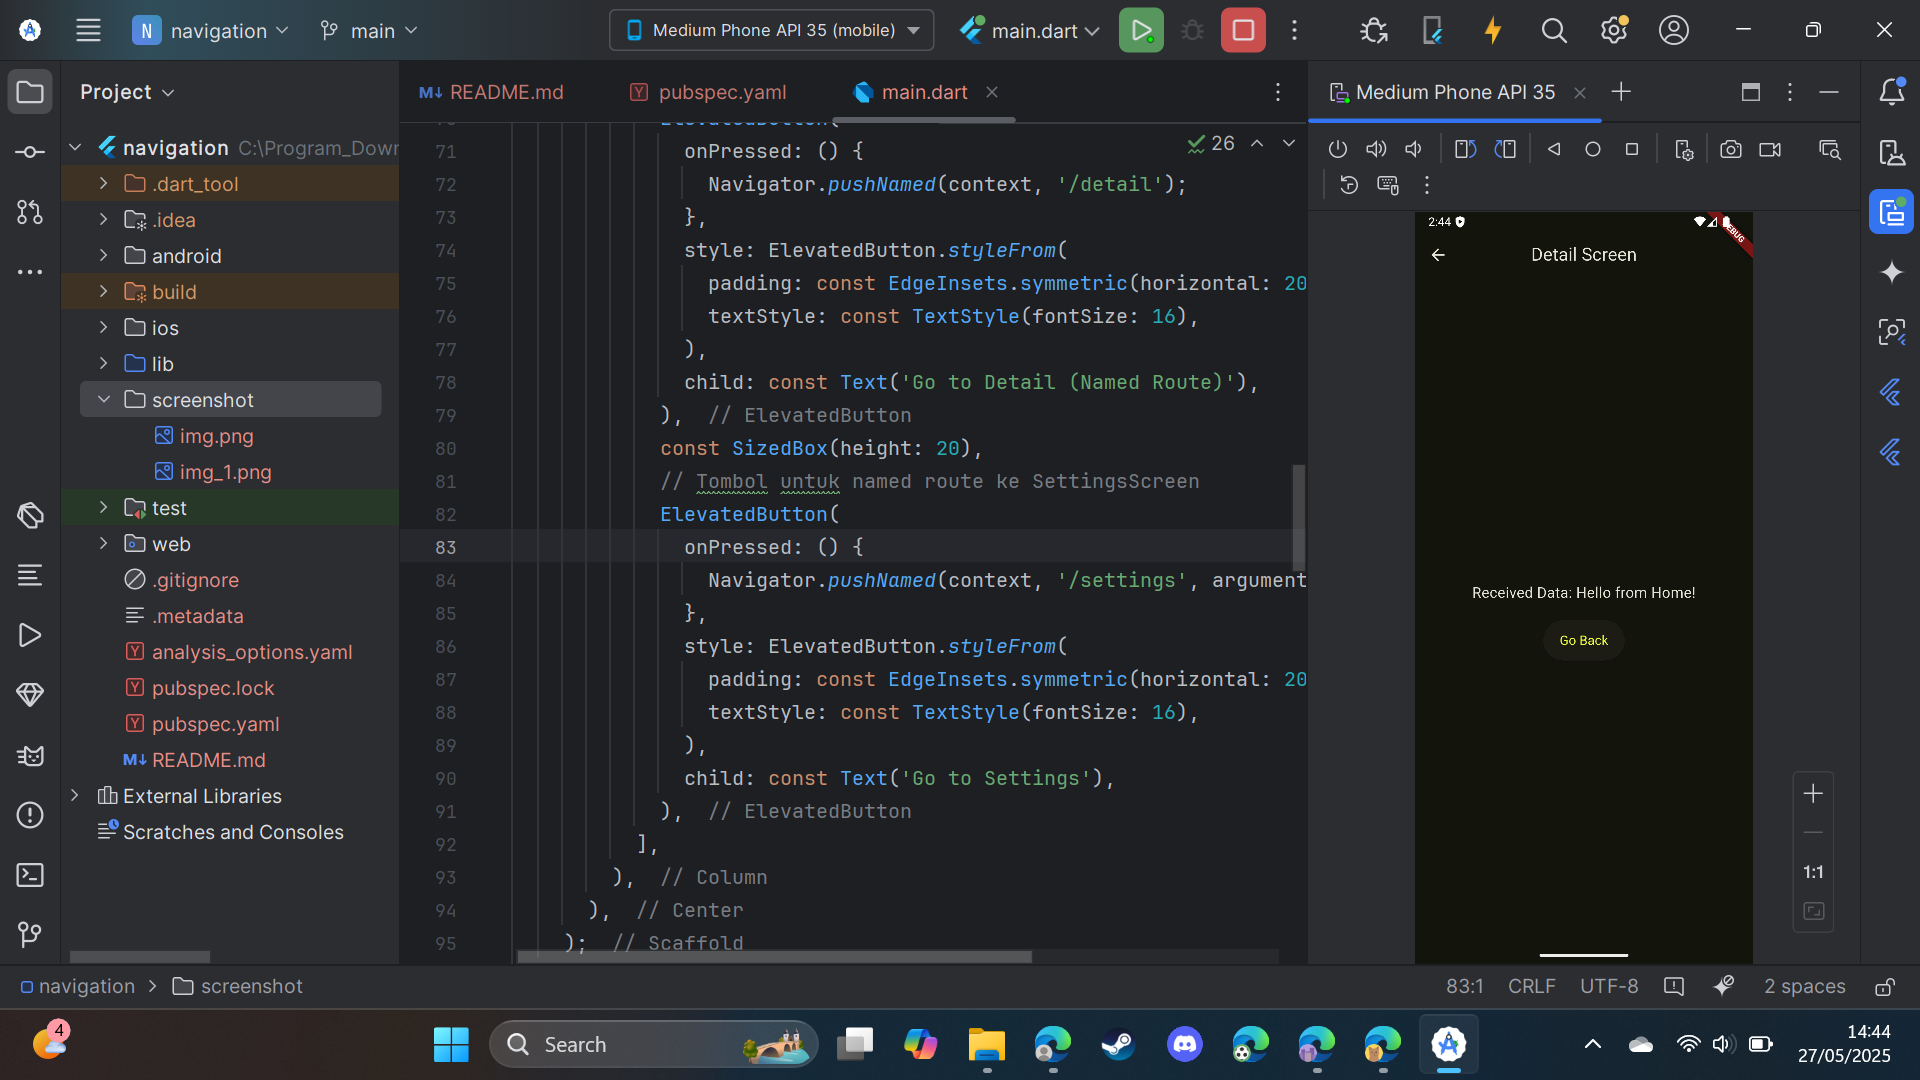 N navigation
main
Medium Phone API 35 (mobile)
main.dart
Project
M↓ README.md
Y pubspec.yaml
main.dart
Medium Phone API 35
navigation C:\Program_Dowr
.dart_tool
.idea
android
build
ios
lib
screenshot
img.png
img_1.png
test
web
.gitignore
.metadata
Y analysis_options.yaml
Y pubspec.lock
Y pubspec.yaml
M↓ README.md
External Libraries
Scratches and Consoles
26
71 onPressed: () {
72 Navigator.pushNamed(context, '/detail');
73 },
74 style: ElevatedButton.styleFrom(
75 padding: const EdgeInsets.symmetric(horizontal: 20
76 textStyle: const TextStyle(fontSize: 16),
77 ),
78 child: const Text('Go to Detail (Named Route)'),
79 ), // ElevatedButton
80 const SizedBox(height: 20),
81 // Tombol untuk named route ke SettingsScreen
82 ElevatedButton(
83 onPressed: () {
84 Navigator.pushNamed(context, '/settings', argument
85 },
86 style: ElevatedButton.styleFrom(
87 padding: const EdgeInsets.symmetric(horizontal: 20
88 textStyle: const TextStyle(fontSize: 16),
89 ),
90 child: const Text('Go to Settings'),
91 ), // ElevatedButton
92 ],
93 ), // Column
94 ), // Center
95 ); // Scaffold
2:44
Detail Screen
Received Data: Hello from Home!
Go Back
1:1
navigation > screenshot
83:1 CRLF UTF-8 2 spaces
4
Search
14:44
27/05/2025